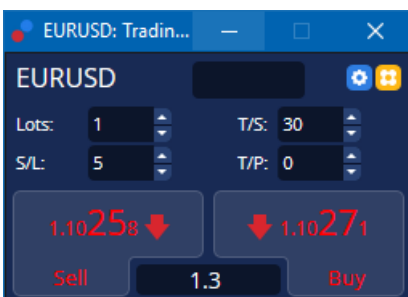 EURUSD: Tradin...
EURUSD
Lots: 1 T/S: 30
S/L: 5 T/P: 0
1.10258 1.10271
Sell 1.3 Buy